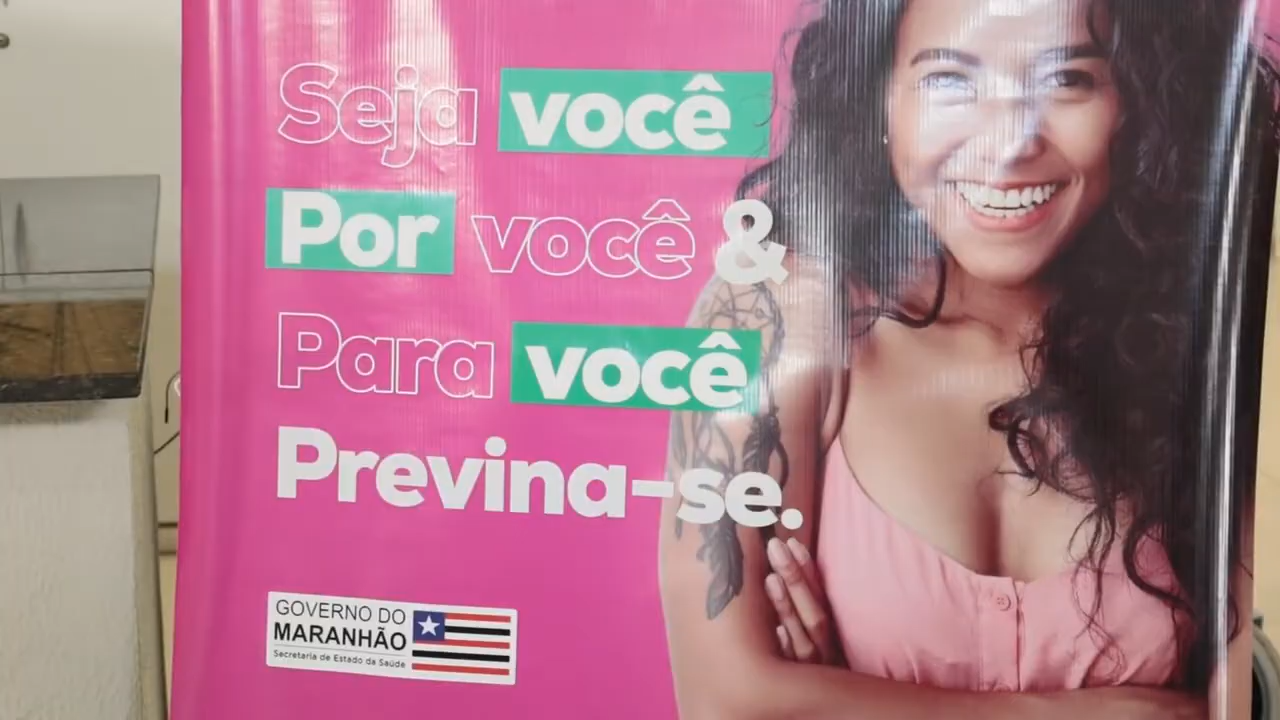 Seja você
Por você &
Para você
Previna-se.
GOVERNO DO
MARANHÃO
Secretaria de Estado da Saúde